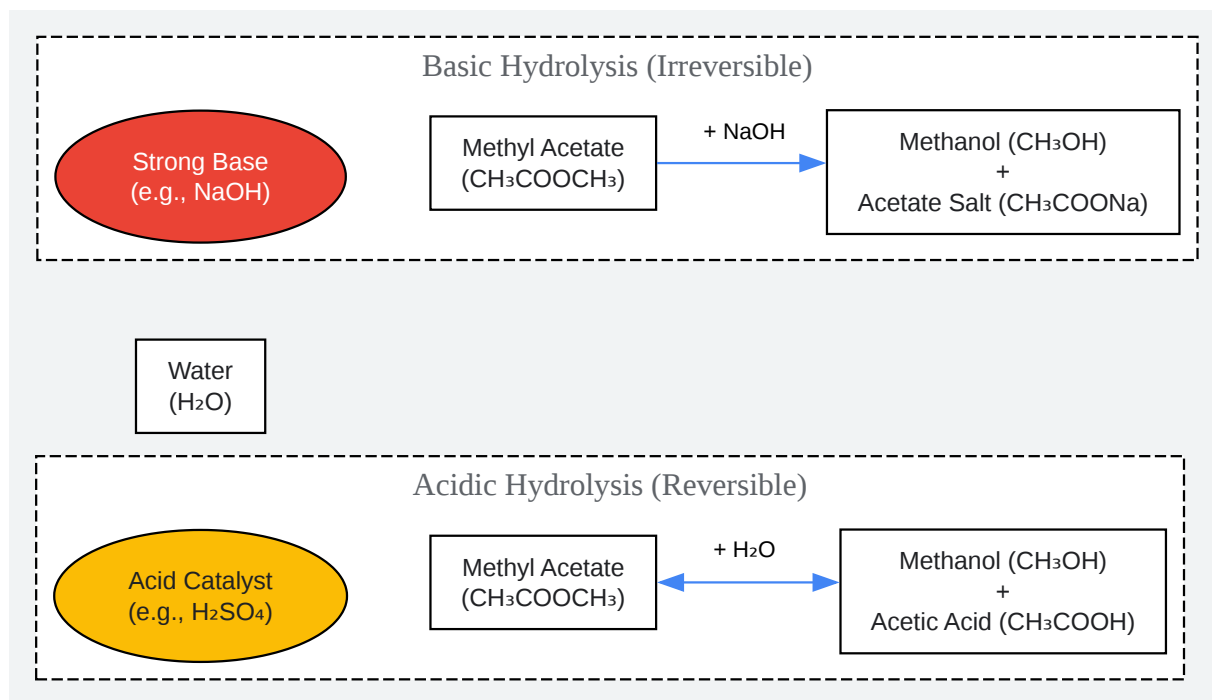 Basic Hydrolysis (Irreversible)
Strong Base
(e.g., NaOH)
Methyl Acetate
(CH₃COOCH₃)
+ NaOH
Methanol (CH₃OH)
+
Acetate Salt (CH₃COONa)
Water
(H₂O)
Acidic Hydrolysis (Reversible)
Acid Catalyst
(e.g., H₂SO₄)
Methyl Acetate
(CH₃COOCH₃)
+ H₂O
Methanol (CH₃OH)
+
Acetic Acid (CH₃COOH)